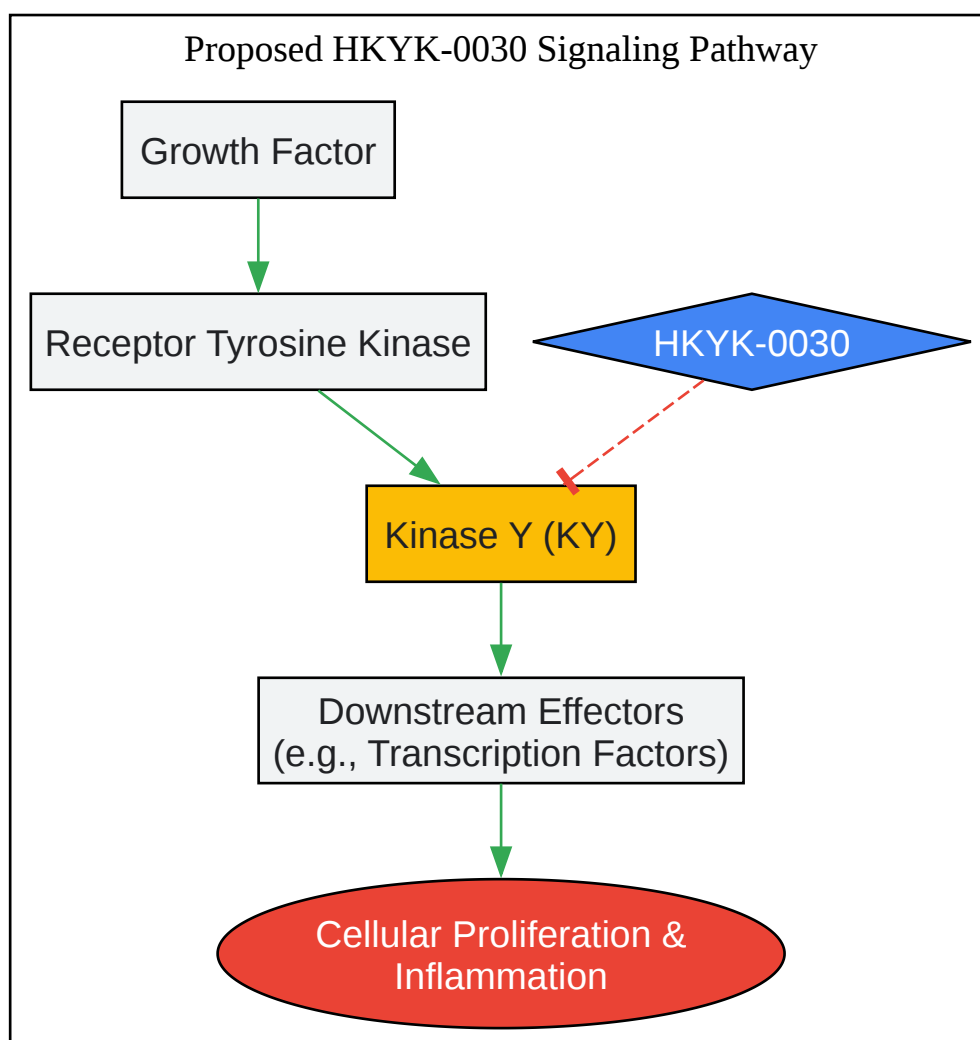 Proposed HKYK-0030 Signaling Pathway
Growth Factor
Receptor Tyrosine Kinase
HKYK-0030
Kinase Y (KY)
Downstream Effectors
(e.g., Transcription Factors)
Cellular Proliferation &
Inflammation